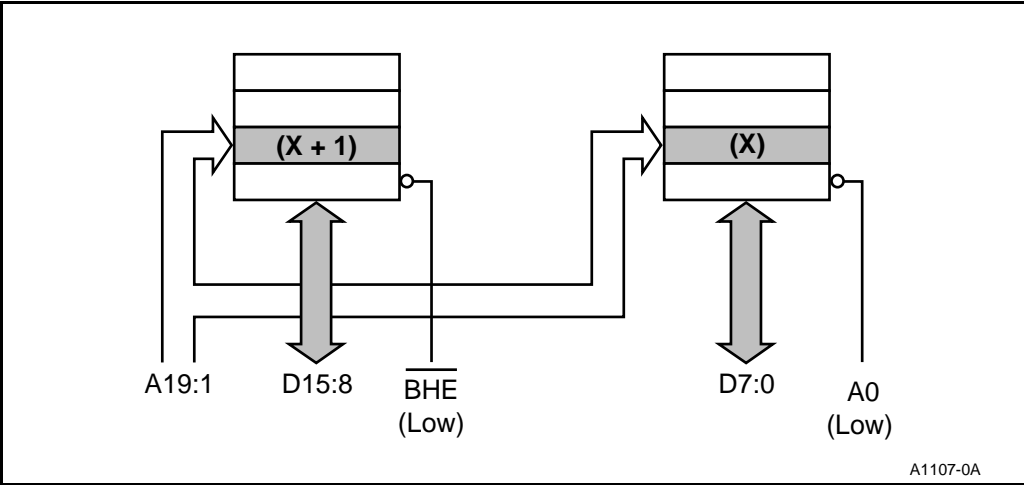 (X + 1)
(X)
A19:1
D15:8
BHE
(Low)
D7:0
A0
(Low)
A1107-0A